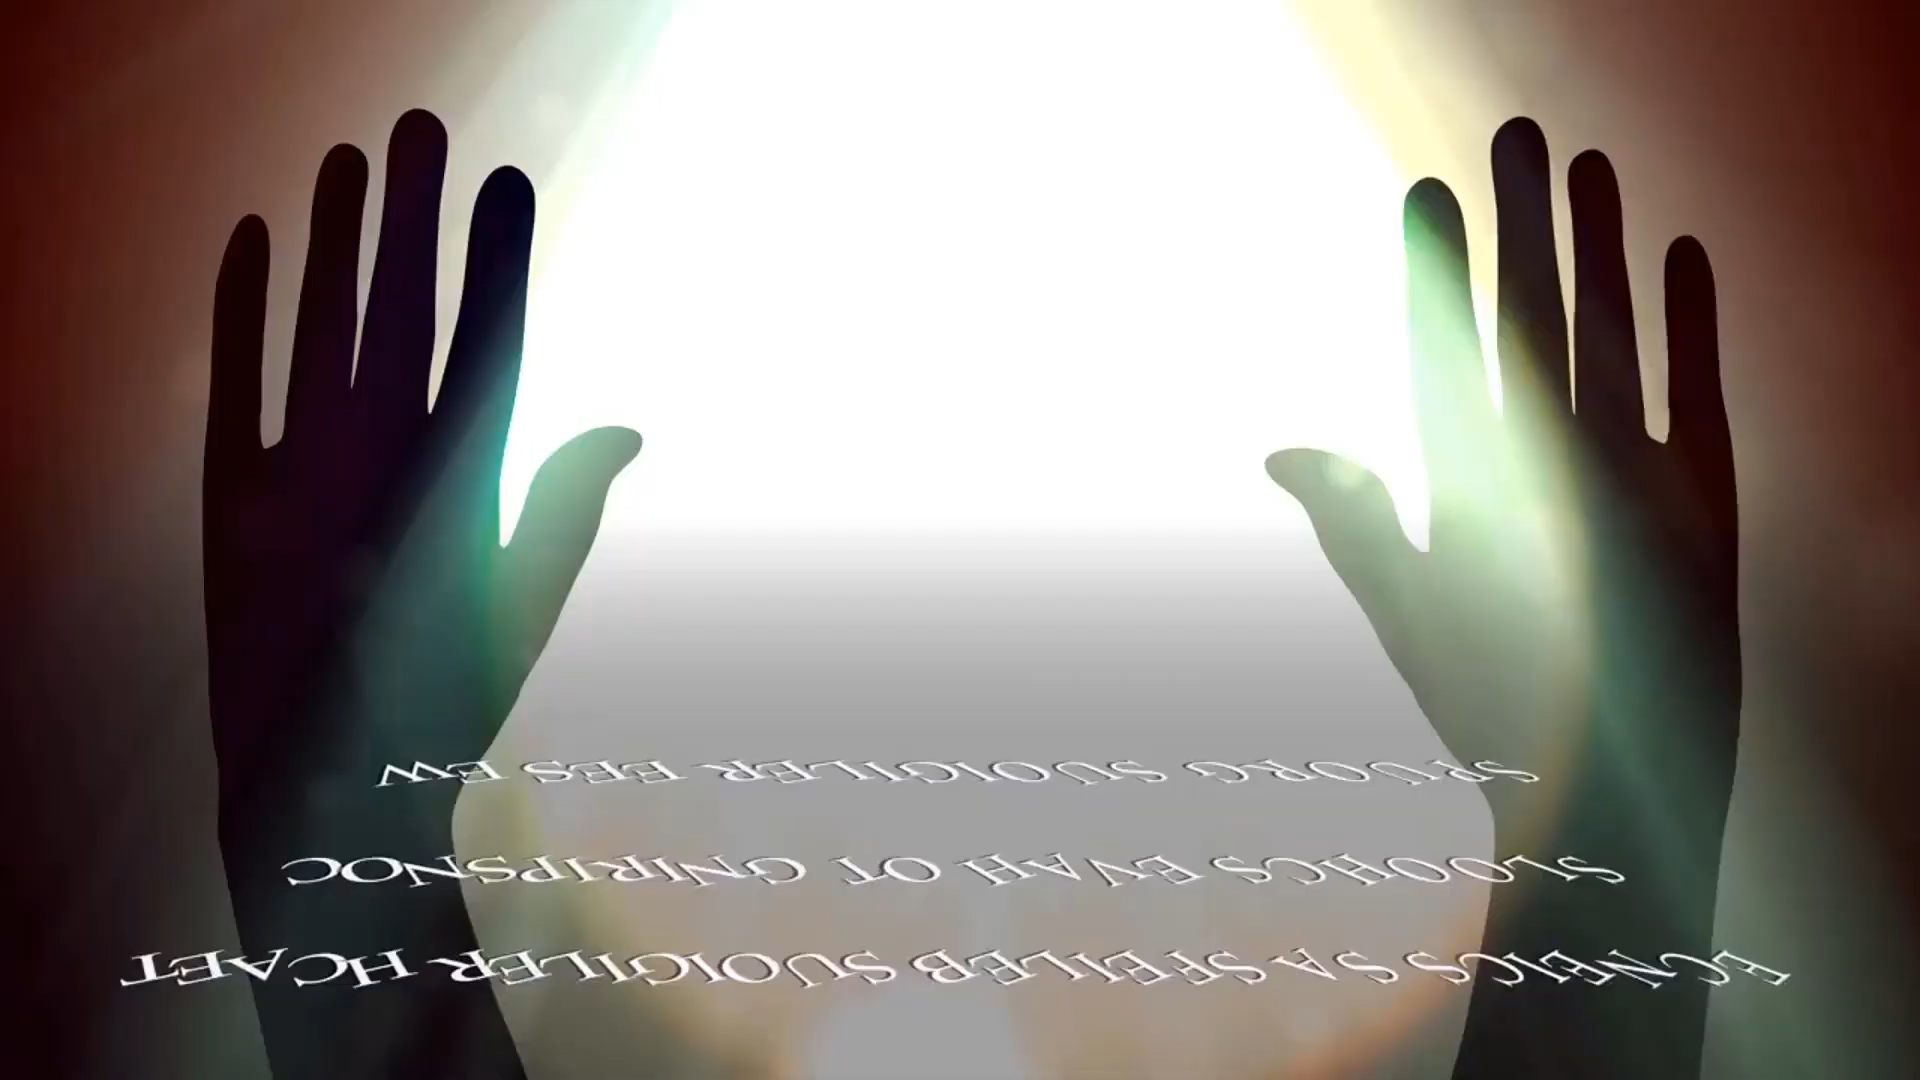 WE SEE RELIGIOUS GROUPS
CONSPIRING TO HAVE SCHOOLS
TEACH RELIGIOUS BELIEFS AS SCIENCE